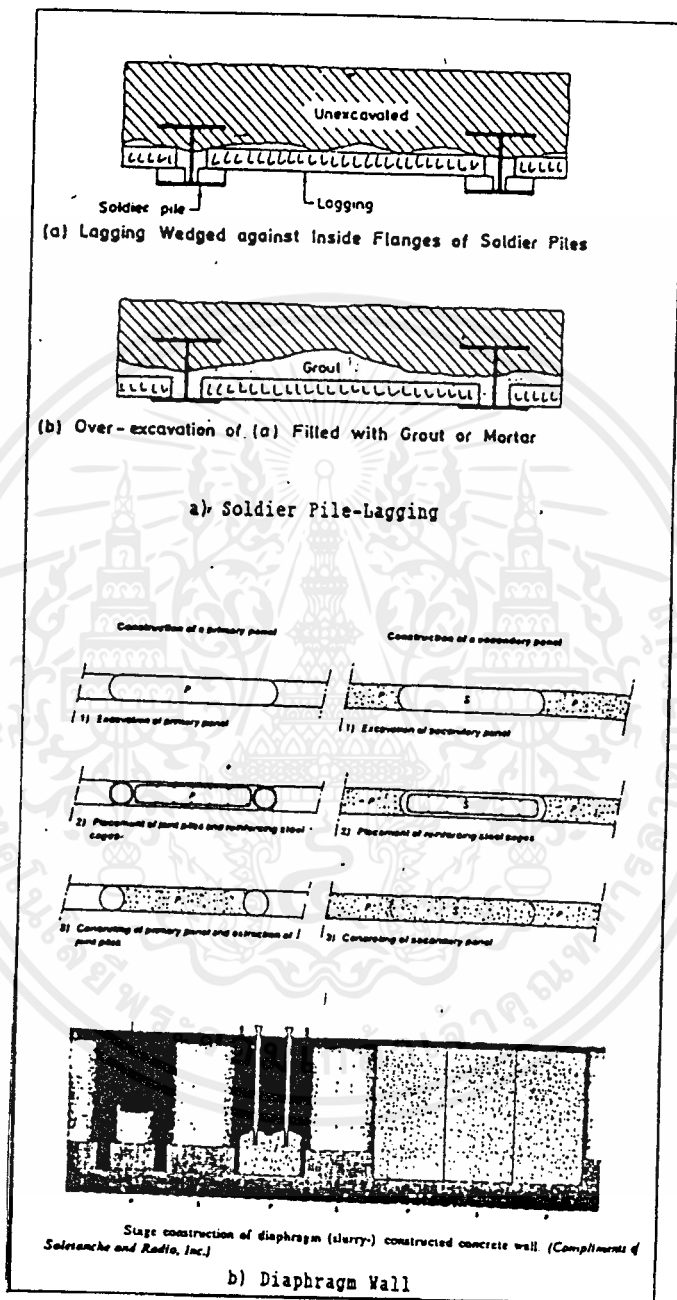 Unexcavated
Soldier pile
Lagging
(a) Lagging Wedged against Inside Flanges of Soldier Piles
Grout
(b) Over-excavation of (a) Filled with Grout or Mortar
a) Soldier Pile-Lagging
Construction of a primary panel
Construction of a secondary panel
P
P S P
1) Excavation of primary panel
1) Excavation of secondary panel
P
P S P
2) Placement of joint piles and reinforcing steel
cages
2) Placement of reinforcing steel cages
P
P S P
3) Concreting of primary panel and extraction of
joint piles
3) Concreting of secondary panel
Stage construction of diaphragm (slurry-) constructed concrete wall. (Compliments of
Soletanche and Rodio, Inc.)
b) Diaphragm Wall